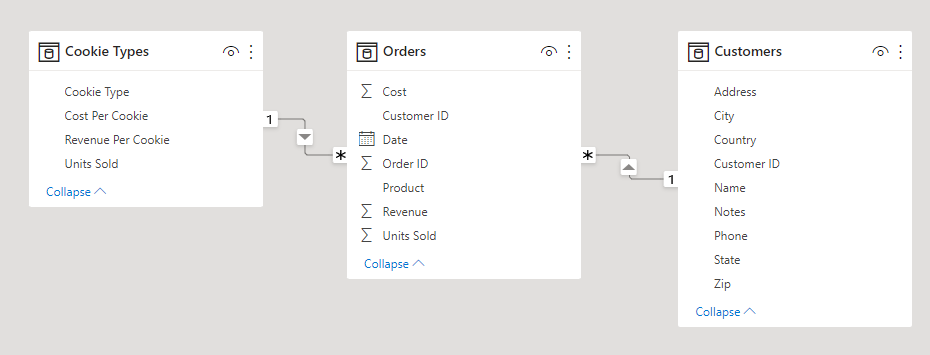 Cookie Types
Cookie Type
Cost Per Cookie
Revenue Per Cookie
Units Sold
Collapse
1
*
Orders
Cost
Customer ID
Date
Order ID
Product
Revenue
Units Sold
Collapse
*
1
Customers
Address
City
Country
Customer ID
Name
Notes
Phone
State
Zip
Collapse